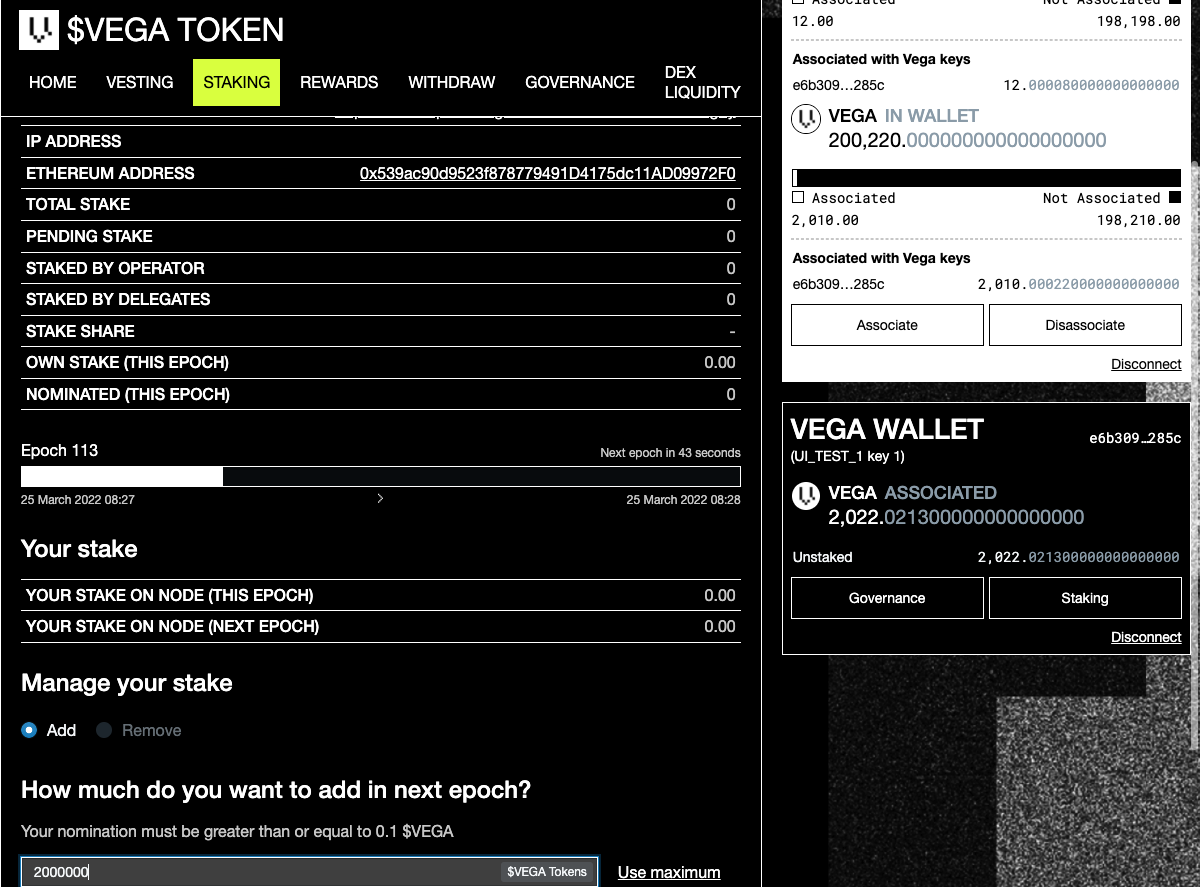 $VEGA TOKEN
HOME VESTING STAKING REWARDS WITHDRAW GOVERNANCE DEX LIQUIDITY
IP ADDRESS
ETHEREUM ADDRESS 0x539ac90d9523f878779491D4175dc11AD09972F0
TOTAL STAKE 0
PENDING STAKE 0
STAKED BY OPERATOR 0
STAKED BY DELEGATES 0
STAKE SHARE -
OWN STAKE (THIS EPOCH) 0.00
NOMINATED (THIS EPOCH) 0
Epoch 113 Next epoch in 43 seconds
25 March 2022 08:27 25 March 2022 08:28
Your stake
YOUR STAKE ON NODE (THIS EPOCH) 0.00
YOUR STAKE ON NODE (NEXT EPOCH) 0.00
Manage your stake
Add Remove
How much do you want to add in next epoch?
Your nomination must be greater than or equal to 0.1 $VEGA
2000000 $VEGA Tokens Use maximum
Associated Not Associated
12.00 198,198.00
Associated with Vega keys
e6b309…285c 12.000080000000000000
VEGA IN WALLET
200,220.000000000000000000
Associated Not Associated
2,010.00 198,210.00
Associated with Vega keys
e6b309…285c 2,010.000220000000000000
Associate Disassociate
Disconnect
VEGA WALLET e6b309…285c
(UI_TEST_1 key 1)
VEGA ASSOCIATED
2,022.021300000000000000
Unstaked 2,022.021300000000000000
Governance Staking
Disconnect